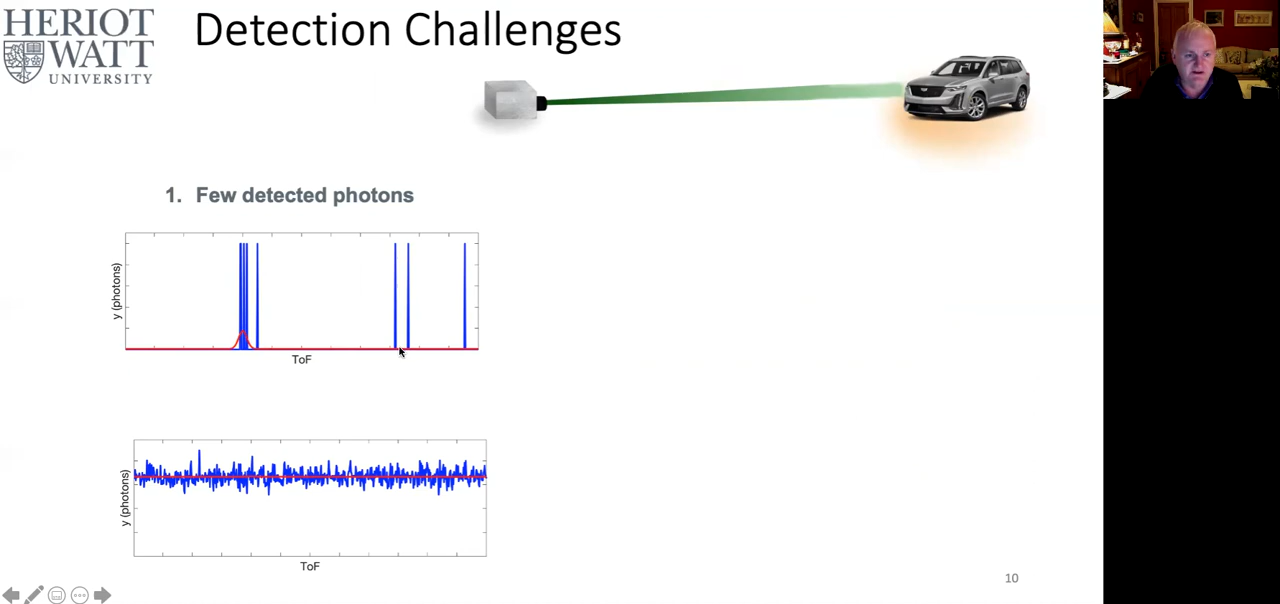 HERIOT
WATT
UNIVERSITY
Detection Challenges
1. Few detected photons
y (photons)
ToF
y (photons)
ToF
10